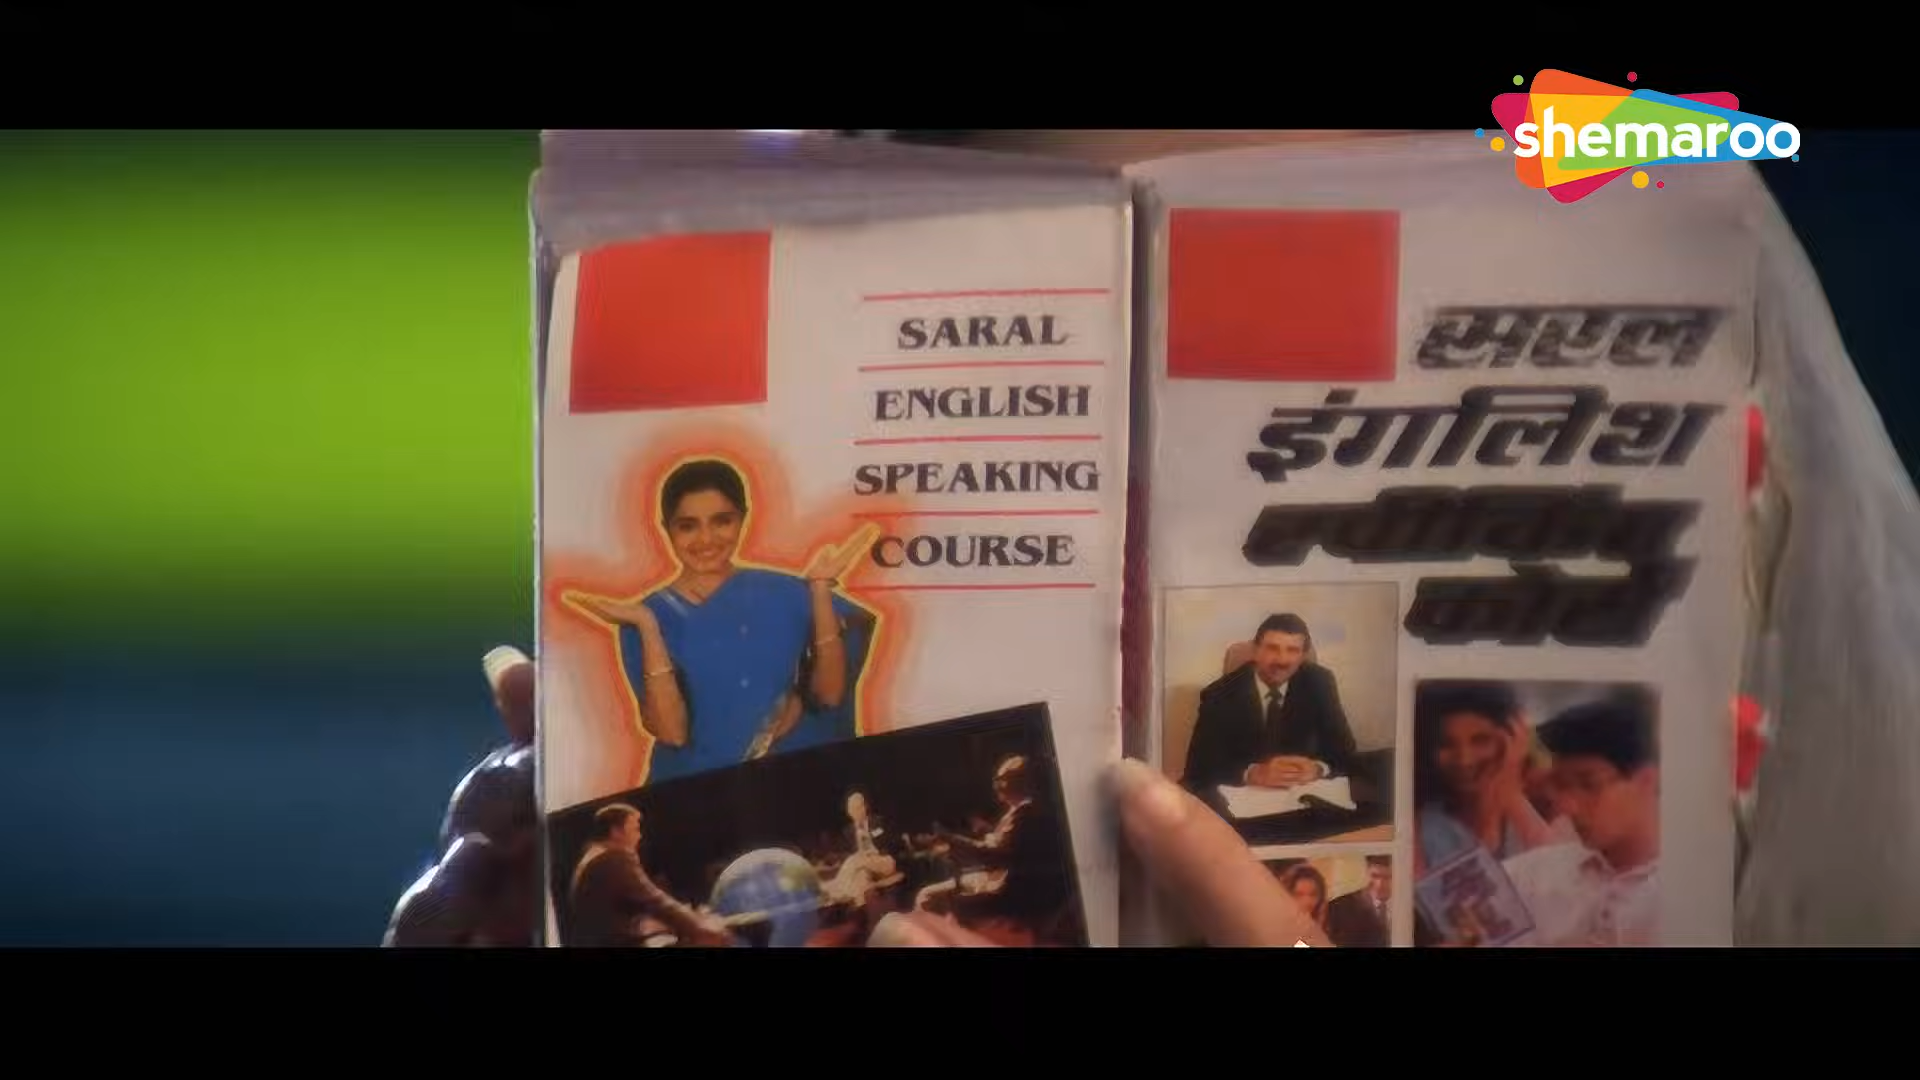 shemaroo
SARAL
ENGLISH
SPEAKING
COURSE
सरल
इंगलिश
स्पीकिंग
कोर्स